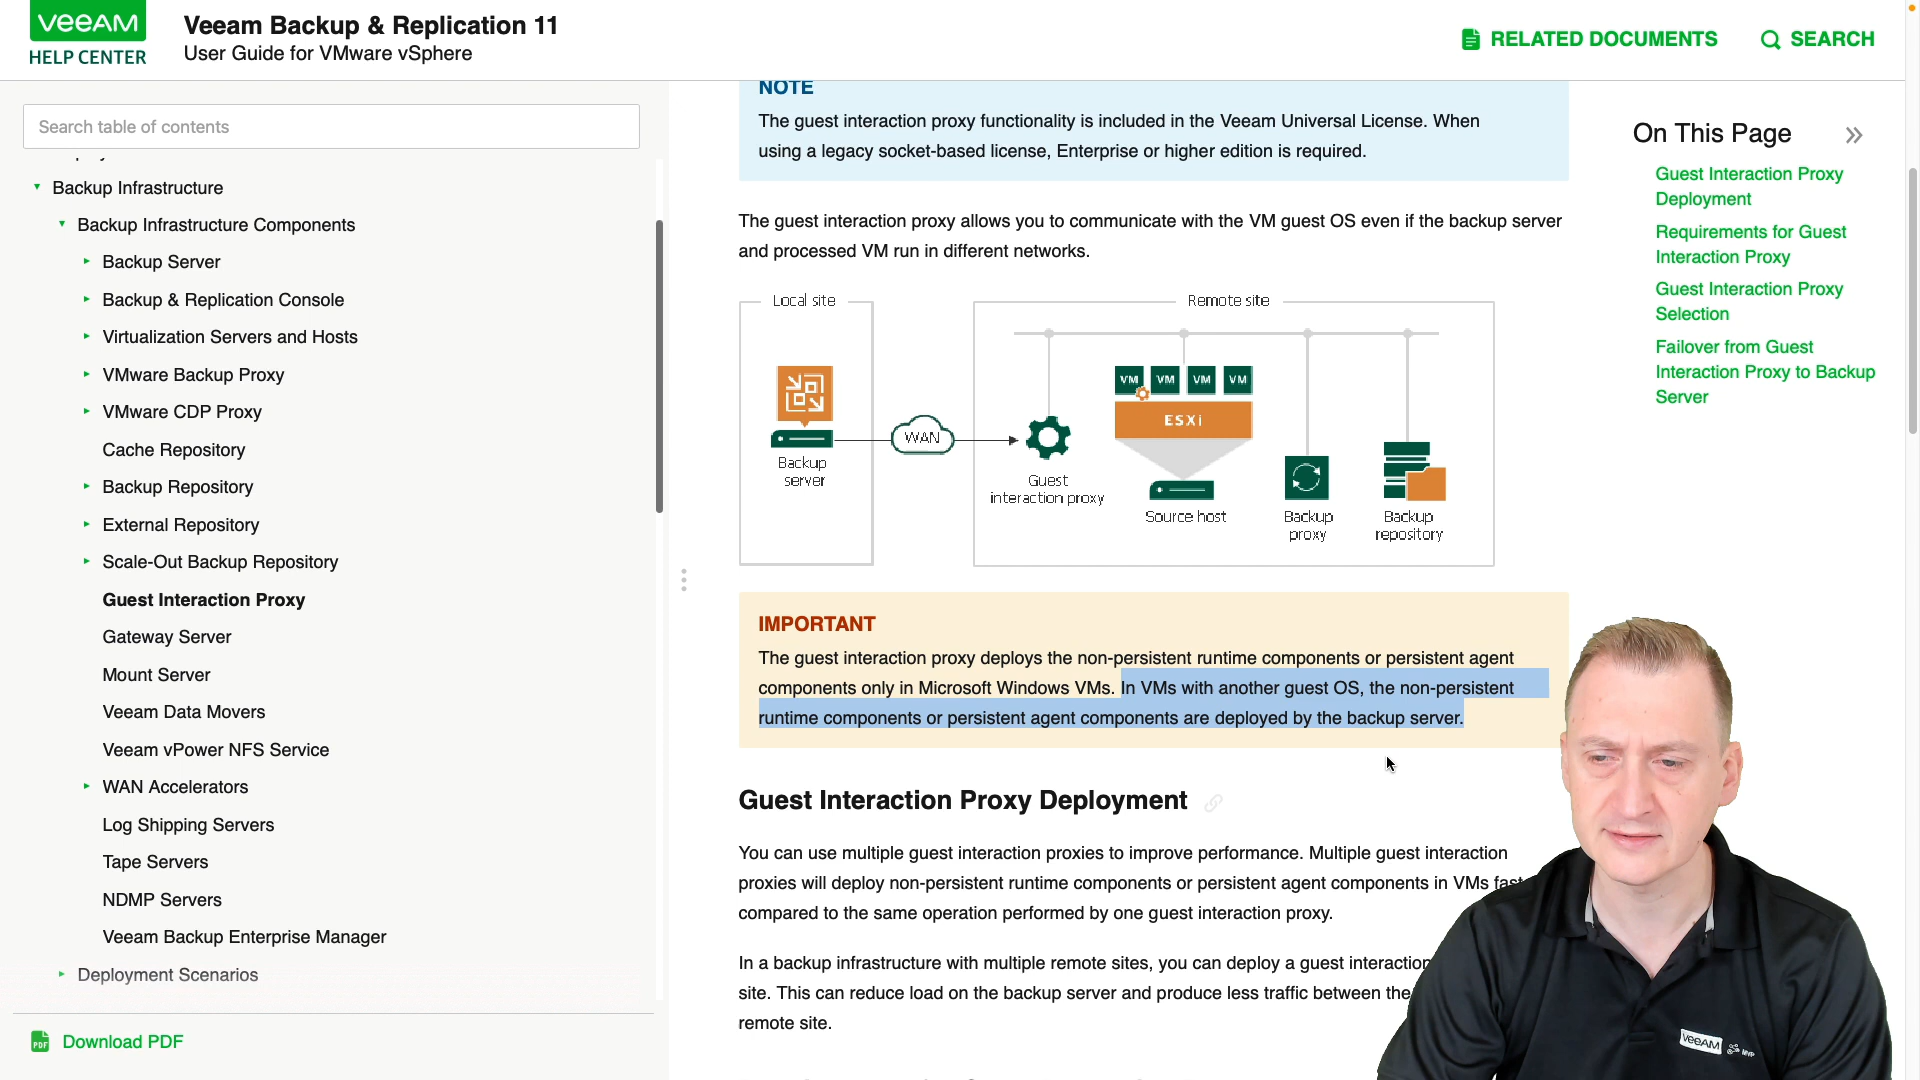 veeAM
HELP CENTER
Veeam Backup & Replication 11
User Guide for VMware vSphere
RELATED DOCUMENTS
SEARCH
Search table of contents
Backup Infrastructure
Backup Infrastructure Components
Backup Server
Backup & Replication Console
Virtualization Servers and Hosts
VMware Backup Proxy
VMware CDP Proxy
Cache Repository
Backup Repository
External Repository
Scale-Out Backup Repository
Guest Interaction Proxy
Gateway Server
Mount Server
Veeam Data Movers
Veeam vPower NFS Service
WAN Accelerators
Log Shipping Servers
Tape Servers
NDMP Servers
Veeam Backup Enterprise Manager
Deployment Scenarios
PDF Download PDF
NOTE
The guest interaction proxy functionality is included in the Veeam Universal License. When
using a legacy socket-based license, Enterprise or higher edition is required.
The guest interaction proxy allows you to communicate with the VM guest OS even if the backup server
and processed VM run in different networks.
Local site
Remote site
VM VM VM VM
ESXi
WAN
Backup
server
Guest
interaction proxy
Source host
Backup
proxy
Backup
repository
IMPORTANT
The guest interaction proxy deploys the non-persistent runtime components or persistent agent
components only in Microsoft Windows VMs. In VMs with another guest OS, the non-persistent
runtime components or persistent agent components are deployed by the backup server.
Guest Interaction Proxy Deployment
You can use multiple guest interaction proxies to improve performance. Multiple guest interaction
proxies will deploy non-persistent runtime components or persistent agent components in VMs
compared to the same operation performed by one guest interaction proxy.
In a backup infrastructure with multiple remote sites, you can deploy a guest interaction
site. This can reduce load on the backup server and produce less traffic between the
remote site.
On This Page
Guest Interaction Proxy
Deployment
Requirements for Guest
Interaction Proxy
Guest Interaction Proxy
Selection
Failover from Guest
Interaction Proxy to Backup
Server
veeAM
MVP